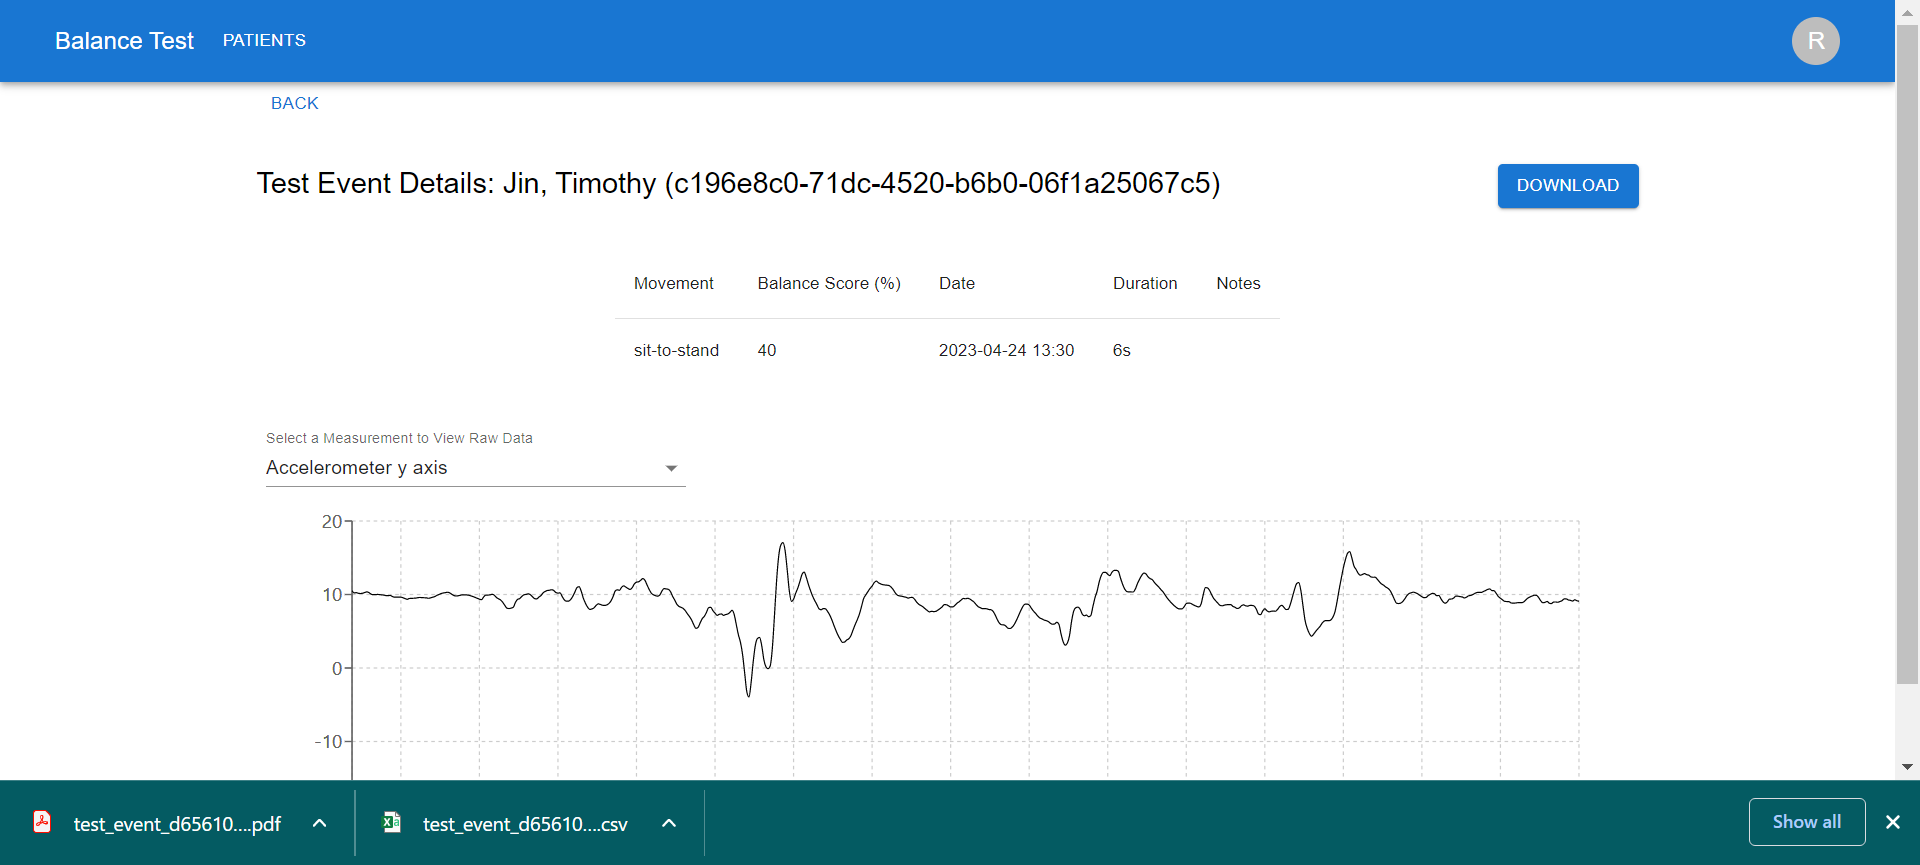 Balance Test PATIENTS R
BACK
Test Event Details: Jin, Timothy (c196e8c0-71dc-4520-b6b0-06f1a25067c5) DOWNLOAD
Movement Balance Score (%) Date Duration Notes
sit-to-stand 40 2023-04-24 13:30 6s
Select a Measurement to View Raw Data
Accelerometer y axis
20
10
0
-10
test_event_d65610....pdf test_event_d65610....csv Show all